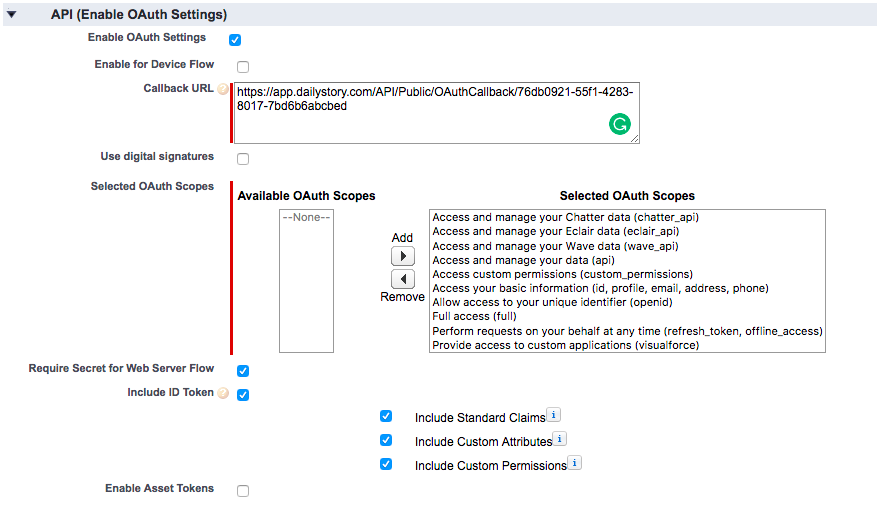 API (Enable OAuth Settings)
Enable OAuth Settings
Enable for Device Flow
Callback URL ?
https://app.dailystory.com/API/Public/OAuthCallback/76db0921-55f1-4283-
8017-7bd6b6abcbed
G
Use digital signatures
Selected OAuth Scopes
Available OAuth Scopes
Selected OAuth Scopes
--None--
Add
Remove
Access and manage your Chatter data (chatter_api)
Access and manage your Eclair data (eclair_api)
Access and manage your Wave data (wave_api)
Access and manage your data (api)
Access custom permissions (custom_permissions)
Access your basic information (id, profile, email, address, phone)
Allow access to your unique identifier (openid)
Full access (full)
Perform requests on your behalf at any time (refresh_token, offline_access)
Provide access to custom applications (visualforce)
Require Secret for Web Server Flow
Include ID Token ?
Include Standard Claims i
Include Custom Attributes i
Include Custom Permissions i
Enable Asset Tokens